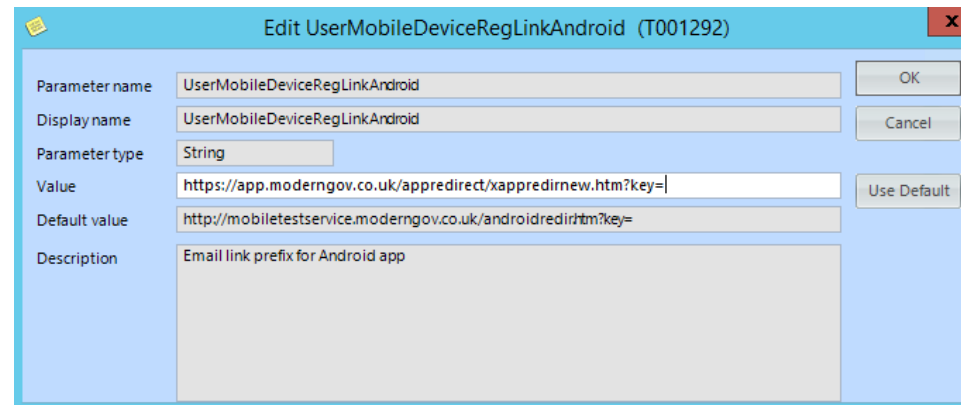 Edit UserMobileDeviceRegLinkAndroid (T001292)
X
Parameter name UserMobileDeviceRegLinkAndroid OK
Display name UserMobileDeviceRegLinkAndroid Cancel
Parameter type String
Value https://app.moderngov.co.uk/appredirect/xappredirnew.htm?key= Use Default
Default value http://mobiletestservice.moderngov.co.uk/androidredir.htm?key=
Description Email link prefix for Android app